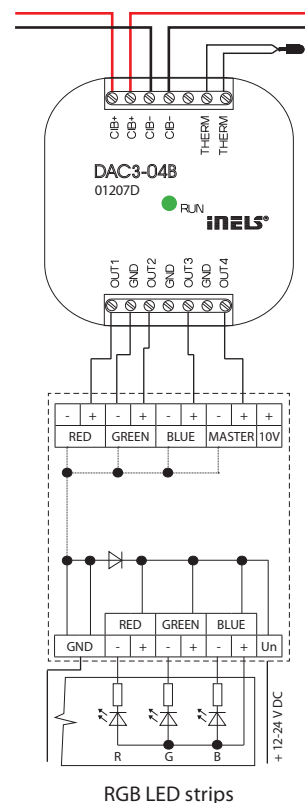 CIB+ CIB+ CIB- CIB- THERM THERM
DAC3-04B
01207D
RUN
iNELS®
OUT1 GND OUT2 GND OUT3 GND OUT4
- + - + - + - + +
RED GREEN BLUE MASTER 10V
RED GREEN BLUE
GND - + - + - + Un
+ 12-24 V DC
R G B
RGB LED strips